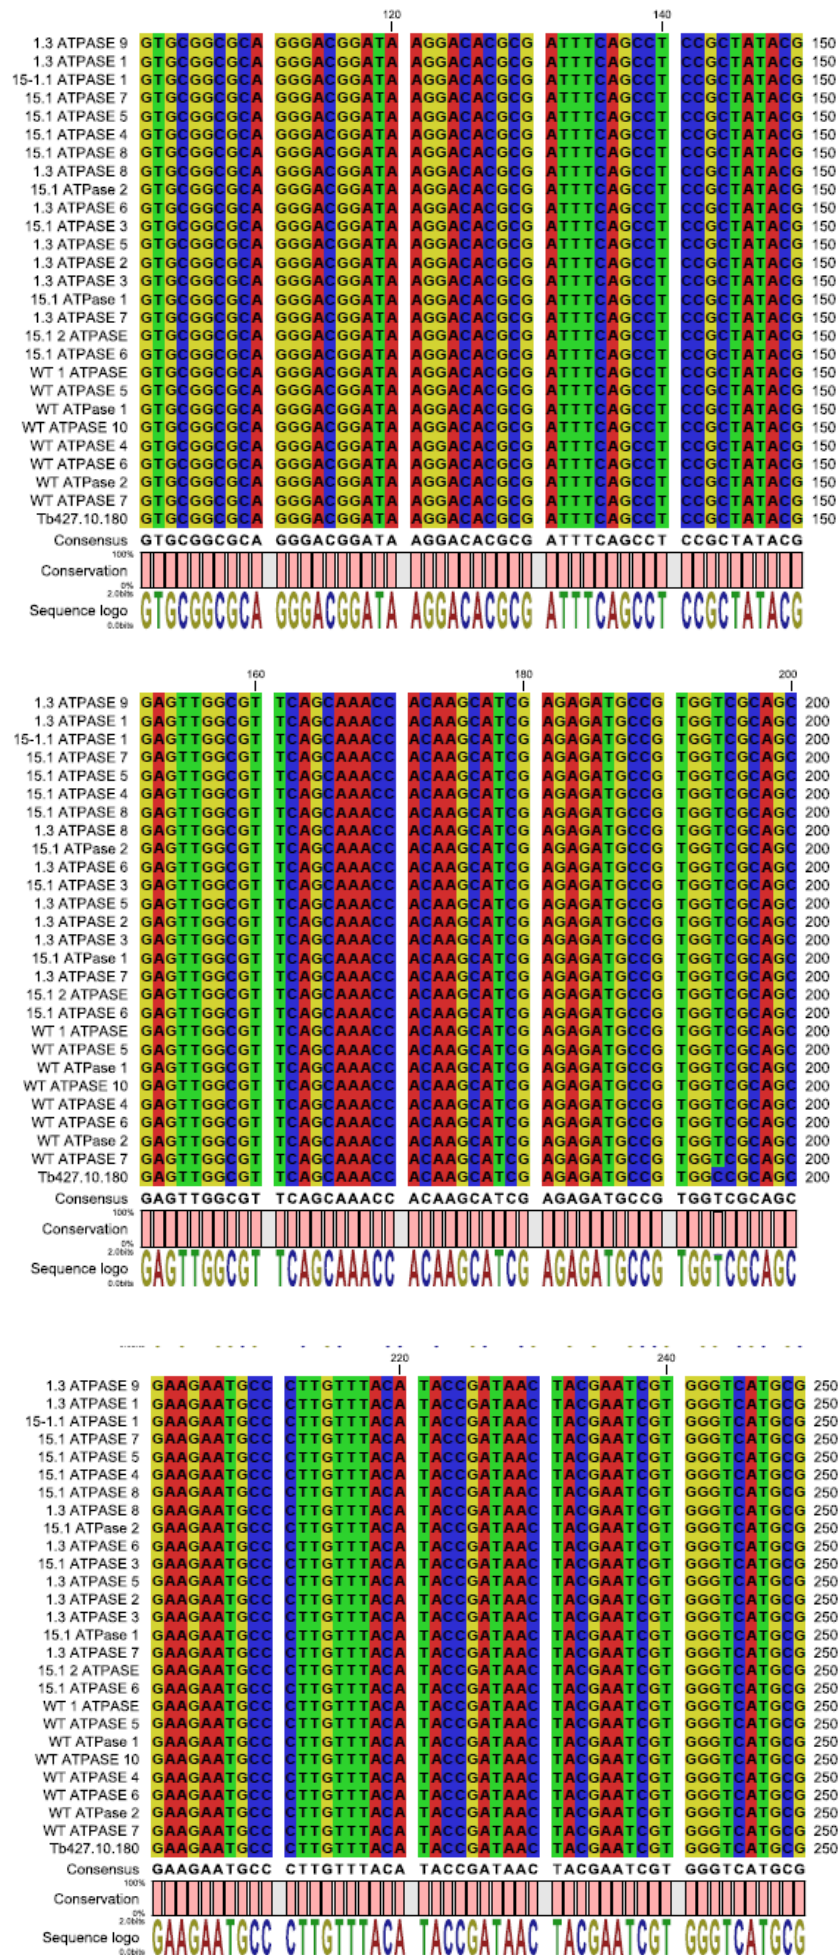 120 140
1.3 ATPASE 9 GTGCGGCGCA GGGACGGATA AGGACACGCG ATTTCAGCCT CCGCTATACG 150
1.3 ATPASE 1 GTGCGGCGCA GGGACGGATA AGGACACGCG ATTTCAGCCT CCGCTATACG 150
15-1.1 ATPASE 1 GTGCGGCGCA GGGACGGATA AGGACACGCG ATTTCAGCCT CCGCTATACG 150
15.1 ATPASE 7 GTGCGGCGCA GGGACGGATA AGGACACGCG ATTTCAGCCT CCGCTATACG 150
15.1 ATPASE 5 GTGCGGCGCA GGGACGGATA AGGACACGCG ATTTCAGCCT CCGCTATACG 150
15.1 ATPASE 4 GTGCGGCGCA GGGACGGATA AGGACACGCG ATTTCAGCCT CCGCTATACG 150
15.1 ATPASE 8 GTGCGGCGCA GGGACGGATA AGGACACGCG ATTTCAGCCT CCGCTATACG 150
1.3 ATPASE 8 GTGCGGCGCA GGGACGGATA AGGACACGCG ATTTCAGCCT CCGCTATACG 150
15.1 ATPase 2 GTGCGGCGCA GGGACGGATA AGGACACGCG ATTTCAGCCT CCGCTATACG 150
1.3 ATPASE 6 GTGCGGCGCA GGGACGGATA AGGACACGCG ATTTCAGCCT CCGCTATACG 150
15.1 ATPASE 3 GTGCGGCGCA GGGACGGATA AGGACACGCG ATTTCAGCCT CCGCTATACG 150
1.3 ATPASE 5 GTGCGGCGCA GGGACGGATA AGGACACGCG ATTTCAGCCT CCGCTATACG 150
1.3 ATPASE 2 GTGCGGCGCA GGGACGGATA AGGACACGCG ATTTCAGCCT CCGCTATACG 150
1.3 ATPASE 3 GTGCGGCGCA GGGACGGATA AGGACACGCG ATTTCAGCCT CCGCTATACG 150
15.1 ATPase 1 GTGCGGCGCA GGGACGGATA AGGACACGCG ATTTCAGCCT CCGCTATACG 150
1.3 ATPASE 7 GTGCGGCGCA GGGACGGATA AGGACACGCG ATTTCAGCCT CCGCTATACG 150
15.1 2 ATPASE GTGCGGCGCA GGGACGGATA AGGACACGCG ATTTCAGCCT CCGCTATACG 150
15.1 ATPASE 6 GTGCGGCGCA GGGACGGATA AGGACACGCG ATTTCAGCCT CCGCTATACG 150
WT 1 ATPASE GTGCGGCGCA GGGACGGATA AGGACACGCG ATTTCAGCCT CCGCTATACG 150
WT ATPASE 5 GTGCGGCGCA GGGACGGATA AGGACACGCG ATTTCAGCCT CCGCTATACG 150
WT ATPase 1 GTGCGGCGCA GGGACGGATA AGGACACGCG ATTTCAGCCT CCGCTATACG 150
WT ATPASE 10 GTGCGGCGCA GGGACGGATA AGGACACGCG ATTTCAGCCT CCGCTATACG 150
WT ATPASE 4 GTGCGGCGCA GGGACGGATA AGGACACGCG ATTTCAGCCT CCGCTATACG 150
WT ATPASE 6 GTGCGGCGCA GGGACGGATA AGGACACGCG ATTTCAGCCT CCGCTATACG 150
WT ATPase 2 GTGCGGCGCA GGGACGGATA AGGACACGCG ATTTCAGCCT CCGCTATACG 150
WT ATPASE 7 GTGCGGCGCA GGGACGGATA AGGACACGCG ATTTCAGCCT CCGCTATACG 150
Tb427.10.180 GTGCGGCGCA GGGACGGATA AGGACACGCG ATTTCAGCCT CCGCTATACG 150
Consensus GTGCGGCGCA GGGACGGATA AGGACACGCG ATTTCAGCCT CCGCTATACG
100%
Conservation
0%
2.0bits
Sequence logo GTGCGGCGCA GGGACGGATA AGGACACGCG ATTTCAGCCT CCGCTATACG
0.0bits
160 180 200
1.3 ATPASE 9 GAGTTGGCGT TCAGCAAACC ACAAGCATCG AGAGATGCCG TGGTCGCAGC 200
1.3 ATPASE 1 GAGTTGGCGT TCAGCAAACC ACAAGCATCG AGAGATGCCG TGGTCGCAGC 200
15-1.1 ATPASE 1 GAGTTGGCGT TCAGCAAACC ACAAGCATCG AGAGATGCCG TGGTCGCAGC 200
15.1 ATPASE 7 GAGTTGGCGT TCAGCAAACC ACAAGCATCG AGAGATGCCG TGGTCGCAGC 200
15.1 ATPASE 5 GAGTTGGCGT TCAGCAAACC ACAAGCATCG AGAGATGCCG TGGTCGCAGC 200
15.1 ATPASE 4 GAGTTGGCGT TCAGCAAACC ACAAGCATCG AGAGATGCCG TGGTCGCAGC 200
15.1 ATPASE 8 GAGTTGGCGT TCAGCAAACC ACAAGCATCG AGAGATGCCG TGGTCGCAGC 200
1.3 ATPASE 8 GAGTTGGCGT TCAGCAAACC ACAAGCATCG AGAGATGCCG TGGTCGCAGC 200
15.1 ATPase 2 GAGTTGGCGT TCAGCAAACC ACAAGCATCG AGAGATGCCG TGGTCGCAGC 200
1.3 ATPASE 6 GAGTTGGCGT TCAGCAAACC ACAAGCATCG AGAGATGCCG TGGTCGCAGC 200
15.1 ATPASE 3 GAGTTGGCGT TCAGCAAACC ACAAGCATCG AGAGATGCCG TGGTCGCAGC 200
1.3 ATPASE 5 GAGTTGGCGT TCAGCAAACC ACAAGCATCG AGAGATGCCG TGGTCGCAGC 200
1.3 ATPASE 2 GAGTTGGCGT TCAGCAAACC ACAAGCATCG AGAGATGCCG TGGTCGCAGC 200
1.3 ATPASE 3 GAGTTGGCGT TCAGCAAACC ACAAGCATCG AGAGATGCCG TGGTCGCAGC 200
15.1 ATPase 1 GAGTTGGCGT TCAGCAAACC ACAAGCATCG AGAGATGCCG TGGTCGCAGC 200
1.3 ATPASE 7 GAGTTGGCGT TCAGCAAACC ACAAGCATCG AGAGATGCCG TGGTCGCAGC 200
15.1 2 ATPASE GAGTTGGCGT TCAGCAAACC ACAAGCATCG AGAGATGCCG TGGTCGCAGC 200
15.1 ATPASE 6 GAGTTGGCGT TCAGCAAACC ACAAGCATCG AGAGATGCCG TGGTCGCAGC 200
WT 1 ATPASE GAGTTGGCGT TCAGCAAACC ACAAGCATCG AGAGATGCCG TGGTCGCAGC 200
WT ATPASE 5 GAGTTGGCGT TCAGCAAACC ACAAGCATCG AGAGATGCCG TGGTCGCAGC 200
WT ATPase 1 GAGTTGGCGT TCAGCAAACC ACAAGCATCG AGAGATGCCG TGGTCGCAGC 200
WT ATPASE 10 GAGTTGGCGT TCAGCAAACC ACAAGCATCG AGAGATGCCG TGGTCGCAGC 200
WT ATPASE 4 GAGTTGGCGT TCAGCAAACC ACAAGCATCG AGAGATGCCG TGGTCGCAGC 200
WT ATPASE 6 GAGTTGGCGT TCAGCAAACC ACAAGCATCG AGAGATGCCG TGGTCGCAGC 200
WT ATPase 2 GAGTTGGCGT TCAGCAAACC ACAAGCATCG AGAGATGCCG TGGTCGCAGC 200
WT ATPASE 7 GAGTTGGCGT TCAGCAAACC ACAAGCATCG AGAGATGCCG TGGTCGCAGC 200
Tb427.10.180 GAGTTGGCGT TCAGCAAACC ACAAGCATCG AGAGATGCCG TGGCCGCAGC 200
Consensus GAGTTGGCGT TCAGCAAACC ACAAGCATCG AGAGATGCCG TGGTCGCAGC
100%
Conservation
0%
2.0bits
Sequence logo GAGTTGGCGT TCAGCAAACC ACAAGCATCG AGAGATGCCG TGGTCGCAGC
0.0bits
220 240
1.3 ATPASE 9 GAAGAATGCC CTTGTTTACA TACCGATAAC TACGAATCGT GGGTCATGCG 250
1.3 ATPASE 1 GAAGAATGCC CTTGTTTACA TACCGATAAC TACGAATCGT GGGTCATGCG 250
15-1.1 ATPASE 1 GAAGAATGCC CTTGTTTACA TACCGATAAC TACGAATCGT GGGTCATGCG 250
15.1 ATPASE 7 GAAGAATGCC CTTGTTTACA TACCGATAAC TACGAATCGT GGGTCATGCG 250
15.1 ATPASE 5 GAAGAATGCC CTTGTTTACA TACCGATAAC TACGAATCGT GGGTCATGCG 250
15.1 ATPASE 4 GAAGAATGCC CTTGTTTACA TACCGATAAC TACGAATCGT GGGTCATGCG 250
15.1 ATPASE 8 GAAGAATGCC CTTGTTTACA TACCGATAAC TACGAATCGT GGGTCATGCG 250
1.3 ATPASE 8 GAAGAATGCC CTTGTTTACA TACCGATAAC TACGAATCGT GGGTCATGCG 250
15.1 ATPase 2 GAAGAATGCC CTTGTTTACA TACCGATAAC TACGAATCGT GGGTCATGCG 250
1.3 ATPASE 6 GAAGAATGCC CTTGTTTACA TACCGATAAC TACGAATCGT GGGTCATGCG 250
15.1 ATPASE 3 GAAGAATGCC CTTGTTTACA TACCGATAAC TACGAATCGT GGGTCATGCG 250
1.3 ATPASE 5 GAAGAATGCC CTTGTTTACA TACCGATAAC TACGAATCGT GGGTCATGCG 250
1.3 ATPASE 2 GAAGAATGCC CTTGTTTACA TACCGATAAC TACGAATCGT GGGTCATGCG 250
1.3 ATPASE 3 GAAGAATGCC CTTGTTTACA TACCGATAAC TACGAATCGT GGGTCATGCG 250
15.1 ATPase 1 GAAGAATGCC CTTGTTTACA TACCGATAAC TACGAATCGT GGGTCATGCG 250
1.3 ATPASE 7 GAAGAATGCC CTTGTTTACA TACCGATAAC TACGAATCGT GGGTCATGCG 250
15.1 2 ATPASE GAAGAATGCC CTTGTTTACA TACCGATAAC TACGAATCGT GGGTCATGCG 250
15.1 ATPASE 6 GAAGAATGCC CTTGTTTACA TACCGATAAC TACGAATCGT GGGTCATGCG 250
WT 1 ATPASE GAAGAATGCC CTTGTTTACA TACCGATAAC TACGAATCGT GGGTCATGCG 250
WT ATPASE 5 GAAGAATGCC CTTGTTTACA TACCGATAAC TACGAATCGT GGGTCATGCG 250
WT ATPase 1 GAAGAATGCC CTTGTTTACA TACCGATAAC TACGAATCGT GGGTCATGCG 250
WT ATPASE 10 GAAGAATGCC CTTGTTTACA TACCGATAAC TACGAATCGT GGGTCATGCG 250
WT ATPASE 4 GAAGAATGCC CTTGTTTACA TACCGATAAC TACGAATCGT GGGTCATGCG 250
WT ATPASE 6 GAAGAATGCC CTTGTTTACA TACCGATAAC TACGAATCGT GGGTCATGCG 250
WT ATPase 2 GAAGAATGCC CTTGTTTACA TACCGATAAC TACGAATCGT GGGTCATGCG 250
WT ATPASE 7 GAAGAATGCC CTTGTTTACA TACCGATAAC TACGAATCGT GGGTCATGCG 250
Tb427.10.180 GAAGAATGCC CTTGTTTACA TACCGATAAC TACGAATCGT GGGTCATGCG 250
Consensus GAAGAATGCC CTTGTTTACA TACCGATAAC TACGAATCGT GGGTCATGCG
100%
Conservation
0%
2.0bits
Sequence logo GAAGAATGCC CTTGTTTACA TACCGATAAC TACGAATCGT GGGTCATGCG
0.0bits